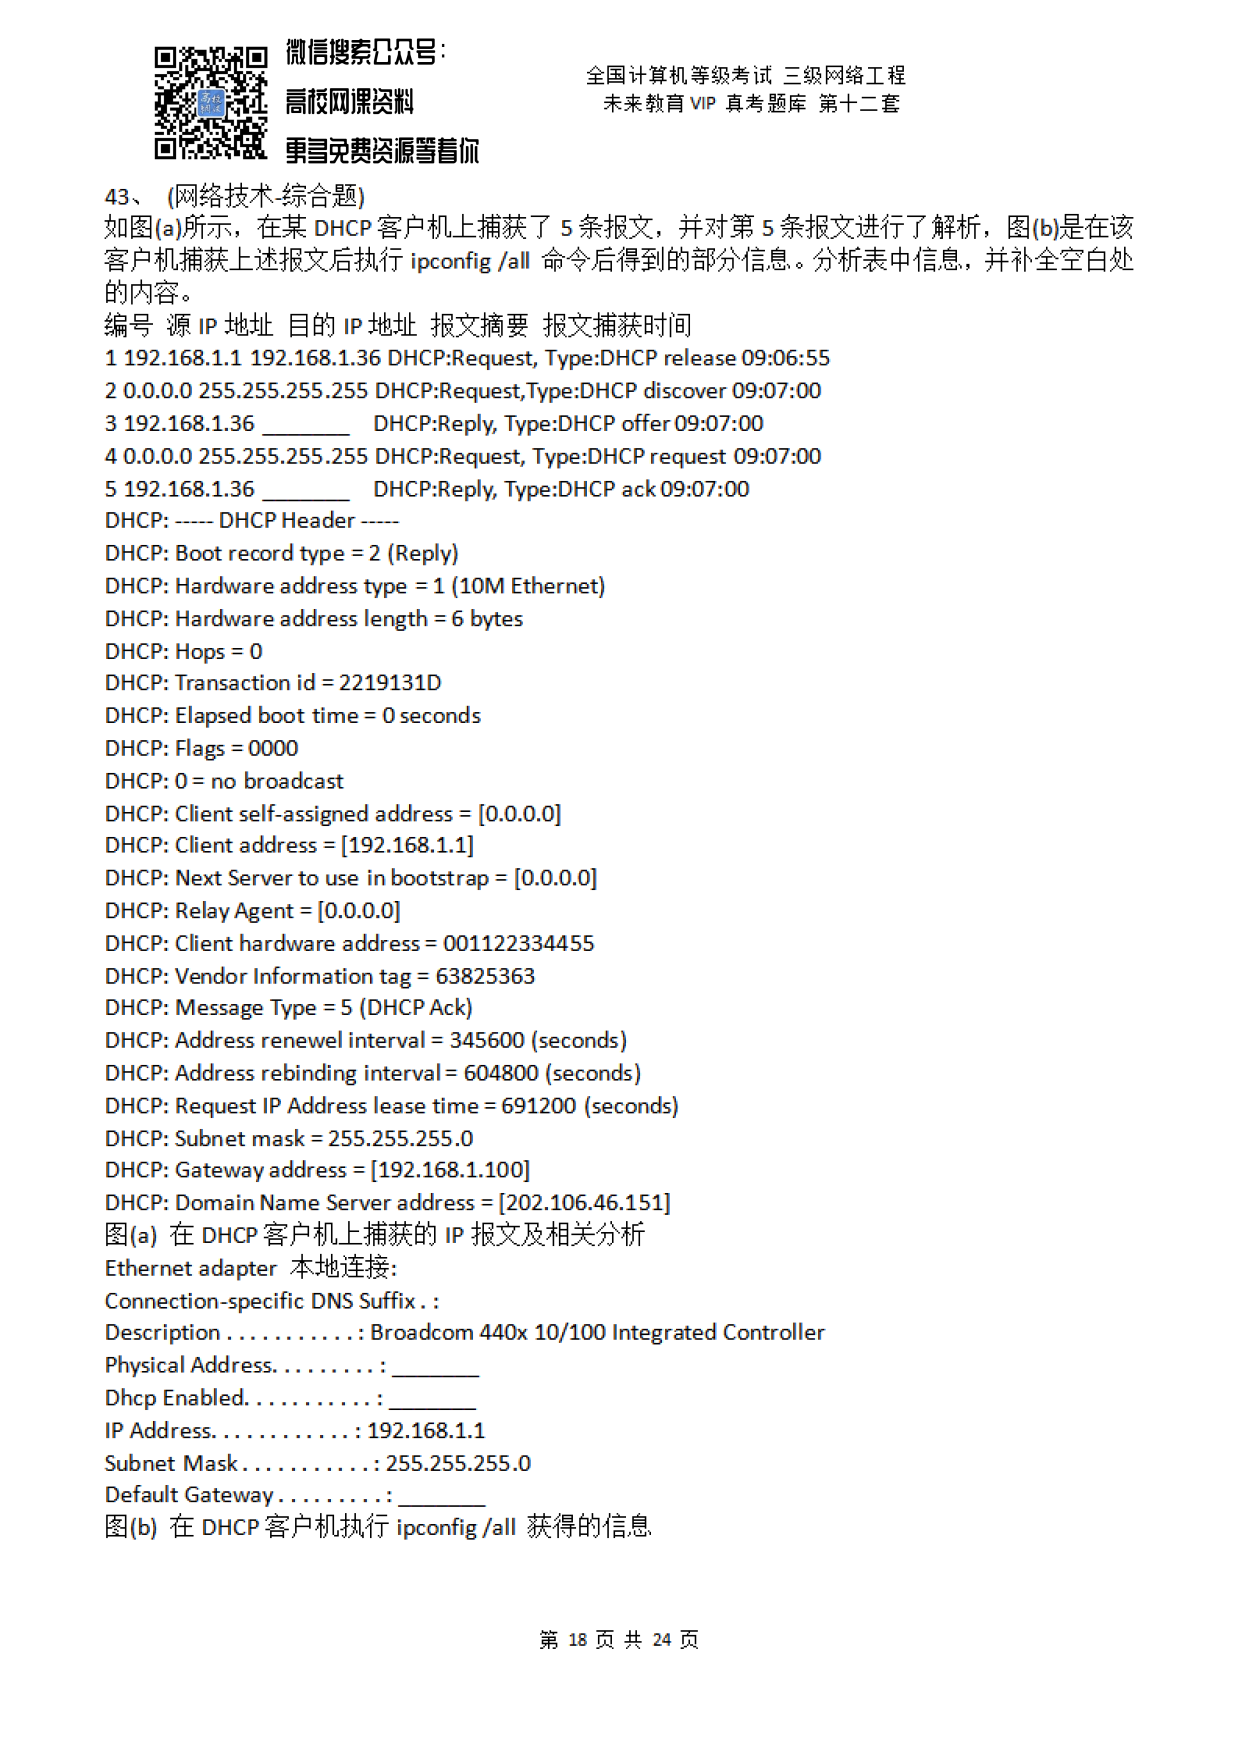 微信搜索公众号:
高校网课资料
更多免费资源等着你
全国计算机等级考试 三级网络工程
未来教育 VIP 真考题库 第十二套
43、 (网络技术-综合题)
如图(a)所示，在某 DHCP 客户机上捕获了 5 条报文，并对第 5 条报文进行了解析，图(b)是在该
客户机捕获上述报文后执行 ipconfig /all 命令后得到的部分信息。分析表中信息，并补全空白处
的内容。
编号 源 IP 地址 目的 IP 地址 报文摘要 报文捕获时间
1 192.168.1.1 192.168.1.36 DHCP:Request, Type:DHCP release 09:06:55
2 0.0.0.0 255.255.255.255 DHCP:Request,Type:DHCP discover 09:07:00
3 192.168.1.36 _______ DHCP:Reply, Type:DHCP offer 09:07:00
4 0.0.0.0 255.255.255.255 DHCP:Request, Type:DHCP request 09:07:00
5 192.168.1.36 _______ DHCP:Reply, Type:DHCP ack 09:07:00
DHCP: ----- DHCP Header -----
DHCP: Boot record type = 2 (Reply)
DHCP: Hardware address type = 1 (10M Ethernet)
DHCP: Hardware address length = 6 bytes
DHCP: Hops = 0
DHCP: Transaction id = 2219131D
DHCP: Elapsed boot time = 0 seconds
DHCP: Flags = 0000
DHCP: 0 = no broadcast
DHCP: Client self-assigned address = [0.0.0.0]
DHCP: Client address = [192.168.1.1]
DHCP: Next Server to use in bootstrap = [0.0.0.0]
DHCP: Relay Agent = [0.0.0.0]
DHCP: Client hardware address = 001122334455
DHCP: Vendor Information tag = 63825363
DHCP: Message Type = 5 (DHCP Ack)
DHCP: Address renewel interval = 345600 (seconds)
DHCP: Address rebinding interval = 604800 (seconds)
DHCP: Request IP Address lease time = 691200 (seconds)
DHCP: Subnet mask = 255.255.255.0
DHCP: Gateway address = [192.168.1.100]
DHCP: Domain Name Server address = [202.106.46.151]
图(a) 在 DHCP 客户机上捕获的 IP 报文及相关分析
Ethernet adapter 本地连接:
Connection-specific DNS Suffix . :
Description . . . . . . . . . . . : Broadcom 440x 10/100 Integrated Controller
Physical Address. . . . . . . . . : _______
Dhcp Enabled. . . . . . . . . . . : _______
IP Address. . . . . . . . . . . . : 192.168.1.1
Subnet Mask . . . . . . . . . . . : 255.255.255.0
Default Gateway . . . . . . . . . : _______
图(b) 在 DHCP 客户机执行 ipconfig /all 获得的信息
第 18 页 共 24 页